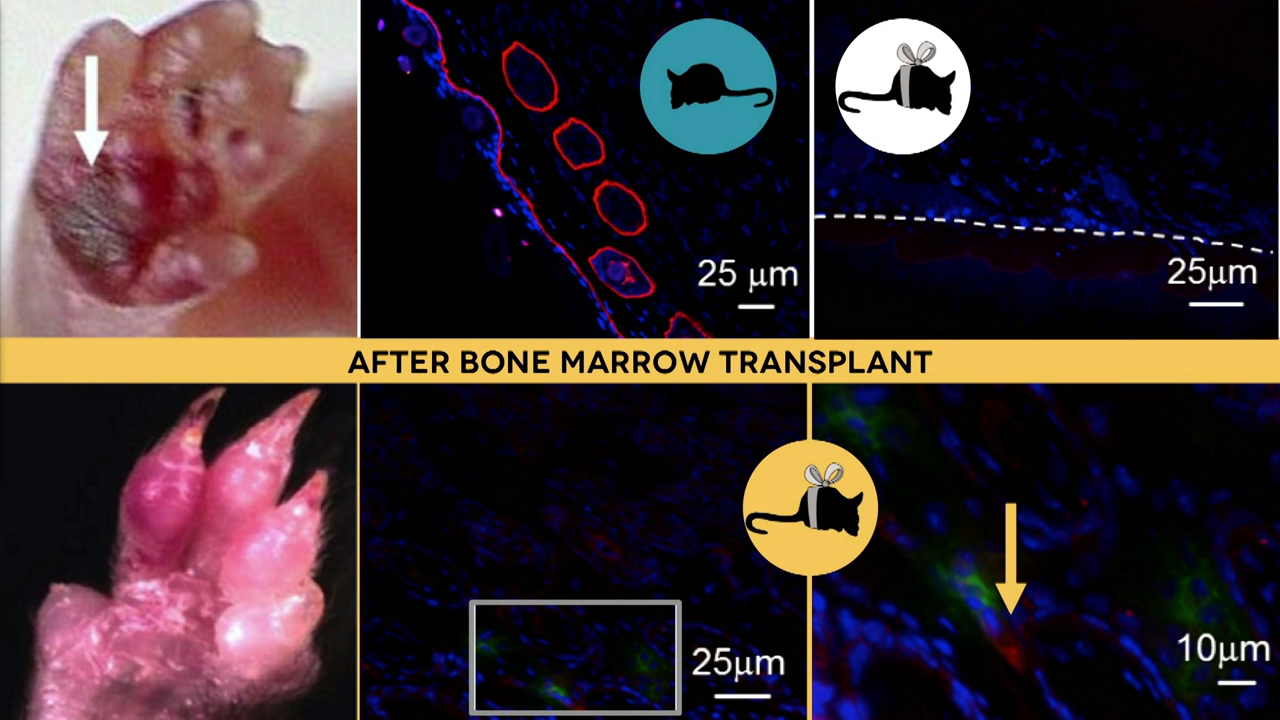 25 μm
25μm
AFTER BONE MARROW TRANSPLANT
25μm
10μm